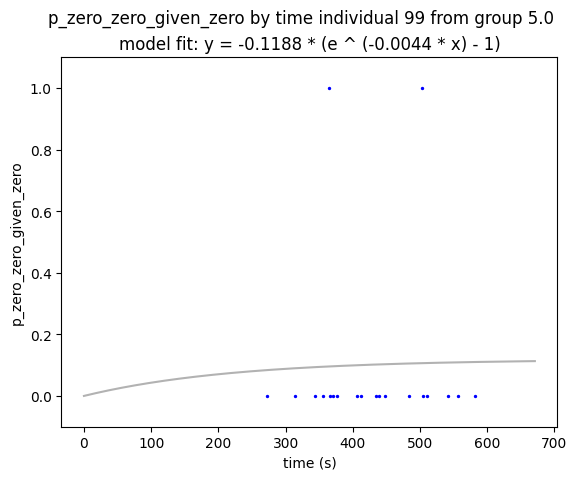 p_zero_zero_given_zero by time individual 99 from group 5.0
model fit: y = -0.1188 * (e ^ (-0.0044 * x) - 1)
1.0
0.8
0.6
0.4
0.2
0.0
p_zero_zero_given_zero
0 100 200 300 400 500 600 700
time (s)